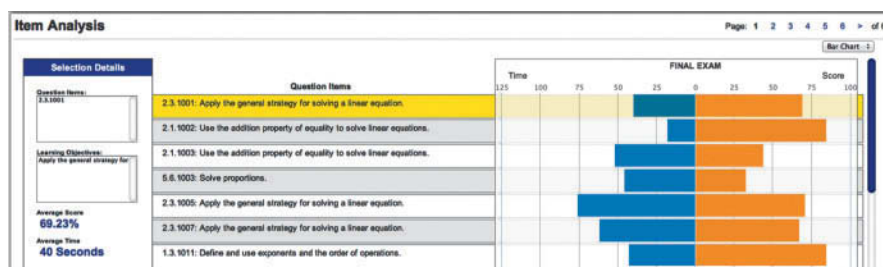 Item Analysis
Page: 1 2 3 4 5 6 > of
Bar Chart
Selection Details
Question Items:
2.3.1001
Learning Objectives:
Apply the general strategy for
Average Score
69.23%
Average Time
40 Seconds
Question Items
2.3.1001: Apply the general strategy for solving a linear equation.
2.1.1002: Use the addition property of equality to solve linear equations.
2.1.1003: Use the addition property of equality to solve linear equations.
5.6.1003: Solve proportions.
2.3.1005: Apply the general strategy for solving a linear equation.
2.3.1007: Apply the general strategy for solving a linear equation.
1.3.1011: Define and use exponents and the order of operations.
FINAL EXAM
Time Score
125 100 75 50 25 0 25 50 75 100